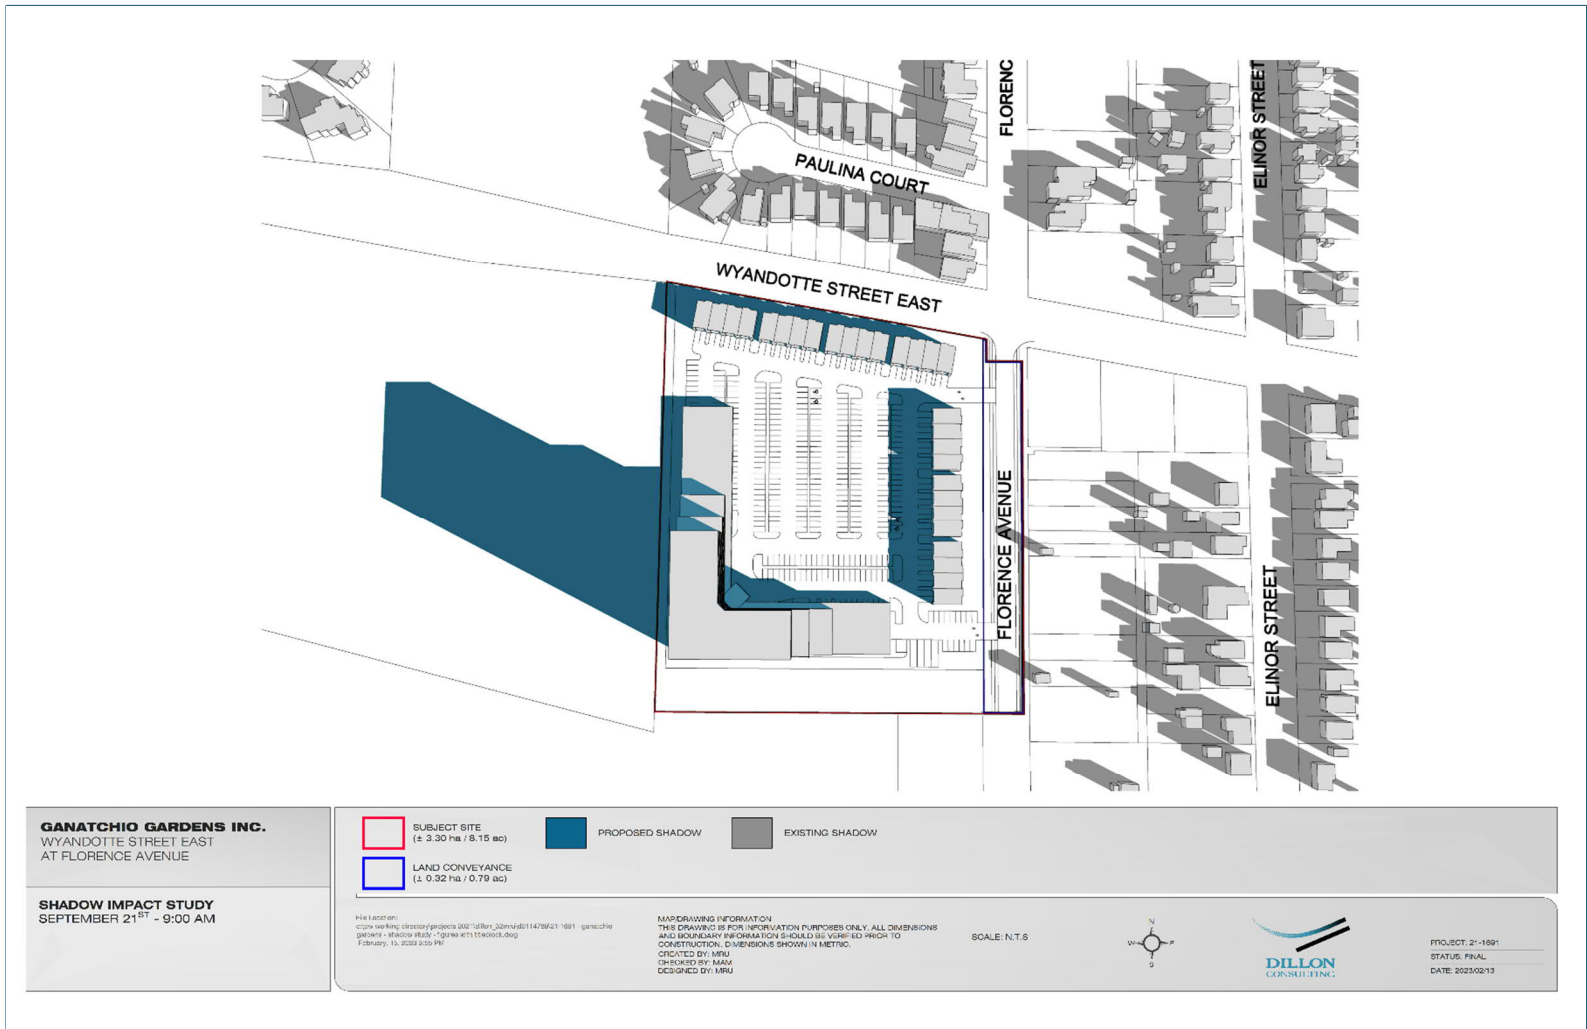 FLORENC
ELINOR STREET
PAULINA COURT
WYANDOTTE STREET EAST
FLORENCE AVENUE
ELINOR STREET
GANATCHIO GARDENS INC.
WYANDOTTE STREET EAST
AT FLORENCE AVENUE
SHADOW IMPACT STUDY
SEPTEMBER 21ST - 9:00 AM
SUBJECT SITE
(± 3.30 ha / 8.15 ac)
LAND CONVEYANCE
(± 0.32 ha / 0.79 ac)
PROPOSED SHADOW
EXISTING SHADOW
File Location:
February, 15, 2023
MAP/DRAWING INFORMATION
THIS DRAWING IS FOR INFORMATION PURPOSES ONLY. ALL DIMENSIONS
AND BOUNDARY INFORMATION SHOULD BE VERIFIED PRIOR TO
CONSTRUCTION. DIMENSIONS SHOWN IN METRIC.
CREATED BY: MRU
CHECKED BY: MAM
DESIGNED BY: MRU
SCALE: N.T.S
N
W E
S
DILLON
CONSULTING
PROJECT: 21-1691
STATUS: FINAL
DATE: 2023/02/13